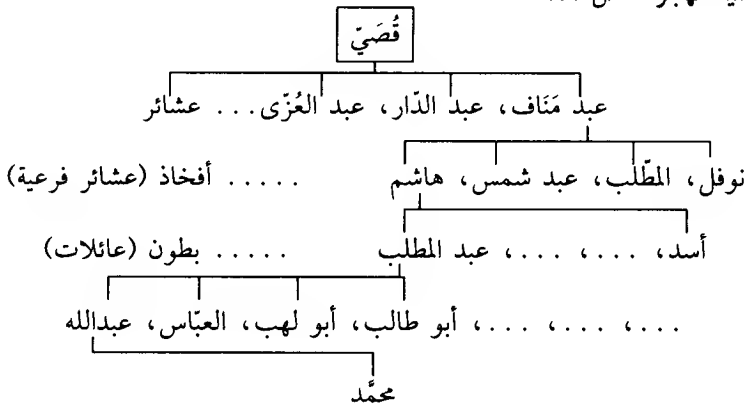 قُصَيّ
عبد مَنَاف، عبد الدّار، عبد العُزّى... عشائر
نوفل، المطّلب، عبد شمس، هاشم ..... أفخاذ (عشائر فرعية)
أسد، ...، ...، عبد المطلب ..... بطون (عائلات)
...، ...، ...، أبو طالب، أبو لهب، العبّاس، عبدالله
محمَّد